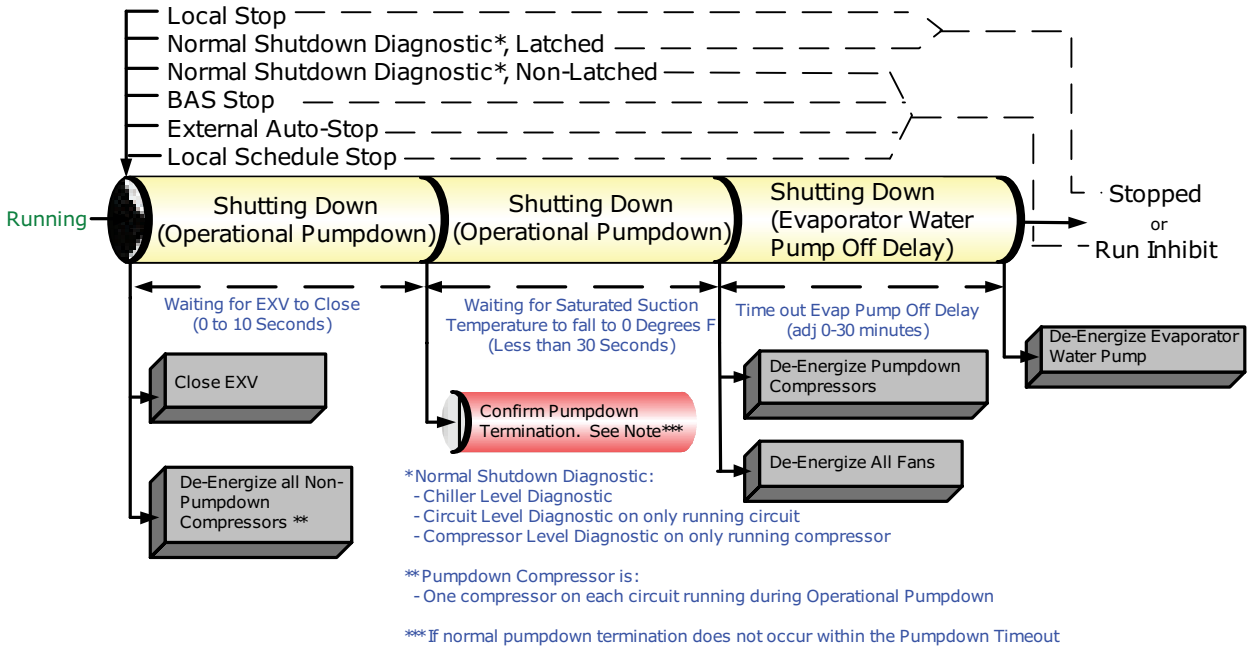 Local Stop
Normal Shutdown Diagnostic*, Latched
Normal Shutdown Diagnostic*, Non-Latched
BAS Stop
External Auto-Stop
Local Schedule Stop
Running
Shutting Down
(Operational Pumpdown)
Shutting Down
(Operational Pumpdown)
Shutting Down
(Evaporator Water
Pump Off Delay)
Stopped
or
Run Inhibit
Waiting for EXV to Close
(0 to 10 Seconds)
Waiting for Saturated Suction
Temperature to fall to 0 Degrees F
(Less than 30 Seconds)
Time out Evap Pump Off Delay
(adj 0-30 minutes)
De-Energize Evaporator
Water Pump
Close EXV
De-Energize all Non-
Pumpdown
Compressors **
Confirm Pumpdown
Termination. See Note***
De-Energize Pumpdown
Compressors
De-Energize All Fans
*Normal Shutdown Diagnostic:
- Chiller Level Diagnostic
- Circuit Level Diagnostic on only running circuit
- Compressor Level Diagnostic on only running compressor
**Pumpdown Compressor is:
- One compressor on each circuit running during Operational Pumpdown
***If normal pumpdown termination does not occur within the Pumpdown Timeout